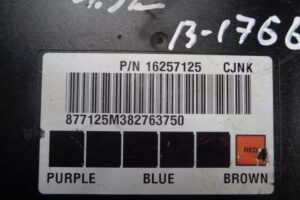 B-1766
P/N 16257125 CJNK
877125M382763750
RED
PURPLE BLUE BROWN